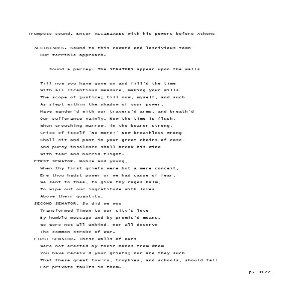 Trumpets sound. Enter ALCIBIADES with his powers before Athens
ALCIBIADES. Sound to this coward and lascivious town
Our terrible approach.
Sound a parley. The SENATORS appear upon the walls
Till now you have gone on and fill'd the time
With all licentious measure, making your wills
The scope of justice; till now, myself, and such
As slept within the shadow of your power,
Have wander'd with our travers'd arms, and breath'd
Our sufferance vainly. Now the time is flush,
When crouching marrow, in the bearer strong,
Cries of itself 'No more!' Now breathless wrong
Shall sit and pant in your great chairs of ease,
And pursy insolence shall break his wind
With fear and horrid flight.
FIRST SENATOR. Noble and young,
When thy first griefs were but a mere conceit,
Ere thou hadst power or we had cause of fear,
We sent to thee, to give thy rages balm,
To wipe out our ingratitude with loves
Above their quantity.
SECOND SENATOR. So did we woo
Transformed Timon to our city's love
By humble message and by promis'd means.
We were not all unkind, nor all deserve
The common stroke of war.
FIRST SENATOR. These walls of ours
Were not erected by their hands from whom
You have receiv'd your griefs; nor are they such
That these great tow'rs, trophies, and schools, should fall
For private faults in them.